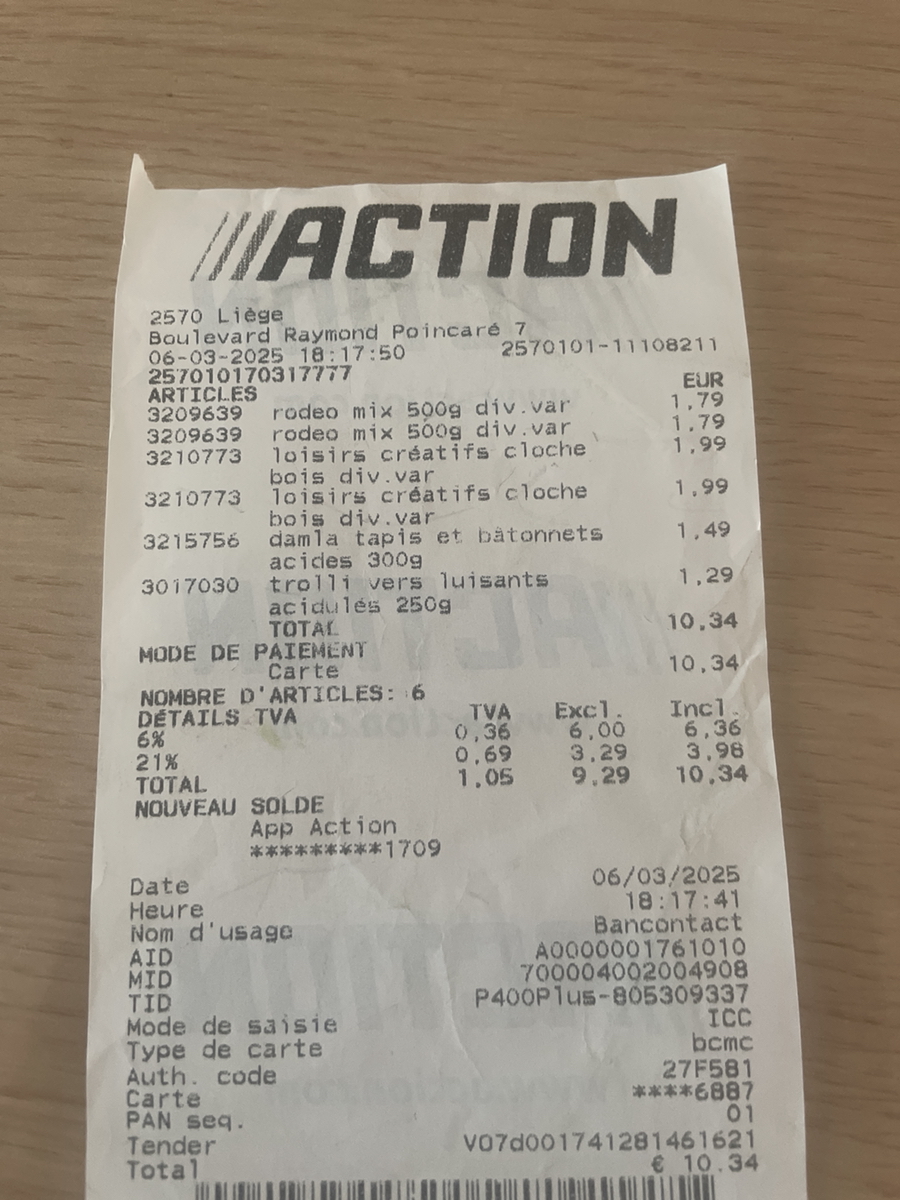 ACTION
2570 Liège
Boulevard Raymond Poincaré 7
06-03-2025 18:17:50 2570101-11108211
257010170317777
ARTICLES EUR
3209639 rodeo mix 500g div.var 1,79
3209639 rodeo mix 500g div.var 1,79
3210773 loisirs créatifs cloche 1,99
bois div.var
3210773 loisirs créatifs cloche 1,99
bois div.var
3215756 damla tapis et bâtonnets 1,49
acides 300g
3017030 trolli vers luisants 1,29
acidulés 250g
TOTAL 10,34
MODE DE PAIEMENT
Carte 10,34
NOMBRE D'ARTICLES: 6
DÉTAILS TVA TVA Excl. Incl.
6% 0,36 6,00 6,36
21% 0,69 3,29 3,98
TOTAL 1,05 9,29 10,34
NOUVEAU SOLDE
App Action
*********1709
Date 06/03/2025
Heure 18:17:41
Nom d'usage Bancontact
AID A0000001761010
MID 700004002004908
TID P400Plus-805309337
Mode de saisie ICC
Type de carte bcmc
Auth. code 27F581
Carte ****6887
PAN seq. 01
Tender V07d001741281461621
Total € 10.34